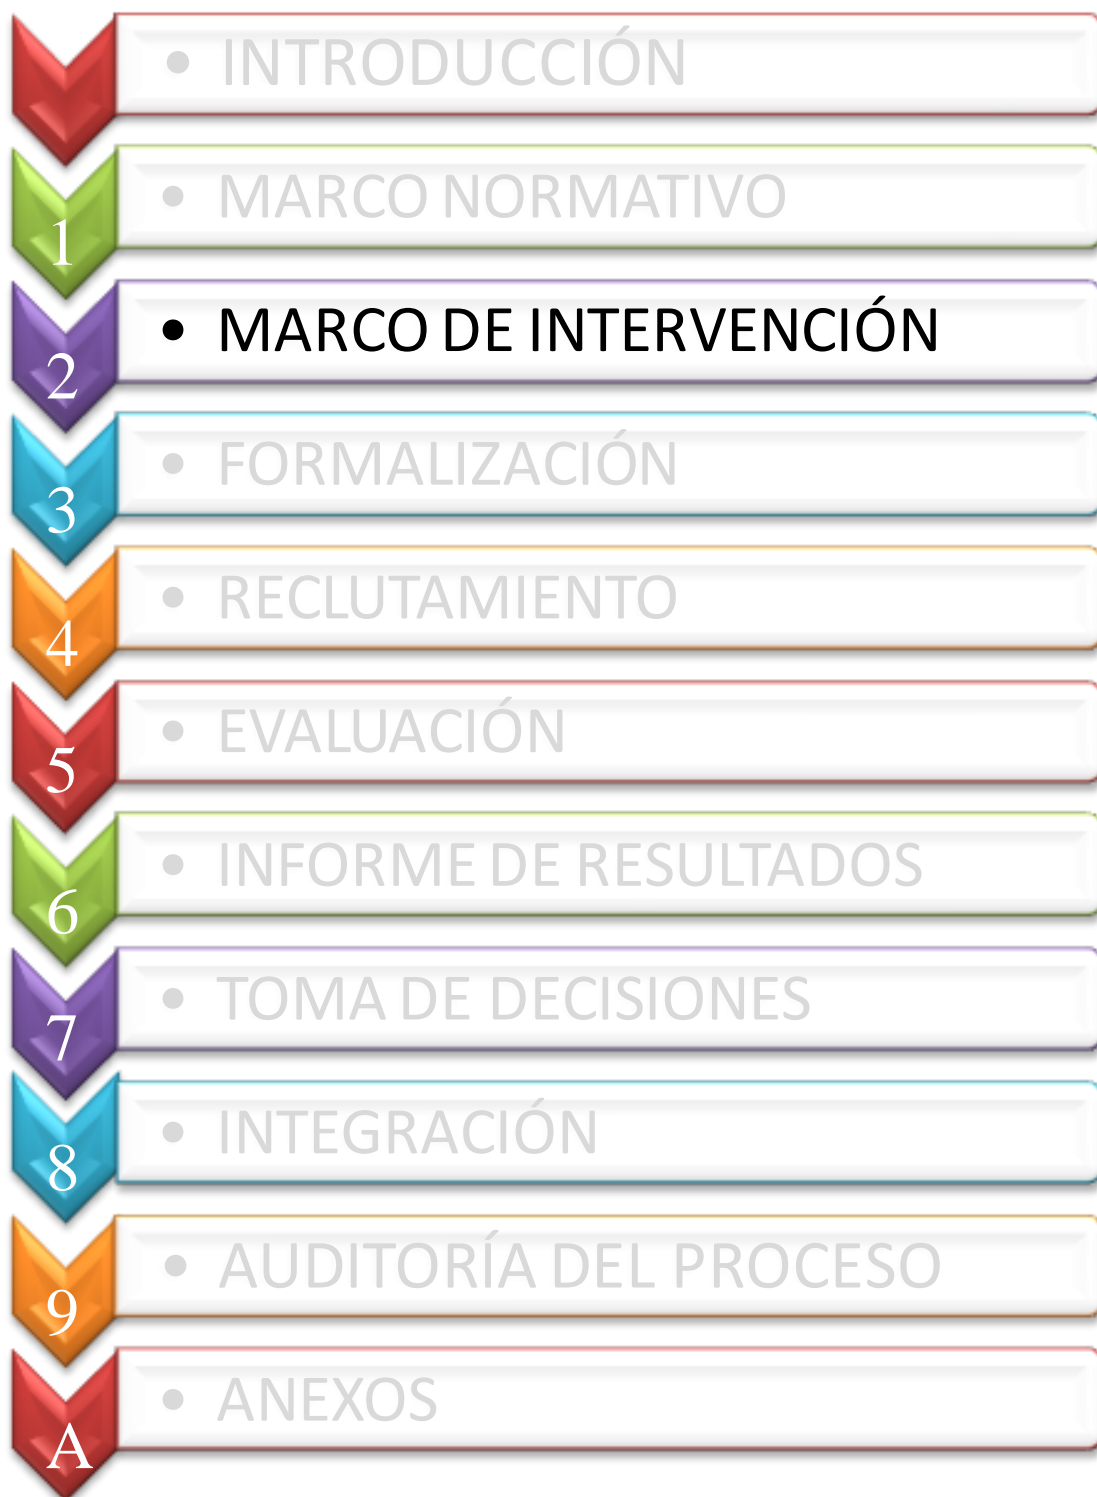 • INTRODUCCIÓN
1 • MARCO NORMATIVO
2 • MARCO DE INTERVENCIÓN
3 • FORMALIZACIÓN
4 • RECLUTAMIENTO
5 • EVALUACIÓN
6 • INFORME DE RESULTADOS
7 • TOMA DE DECISIONES
8 • INTEGRACIÓN
9 • AUDITORÍA DEL PROCESO
A • ANEXOS